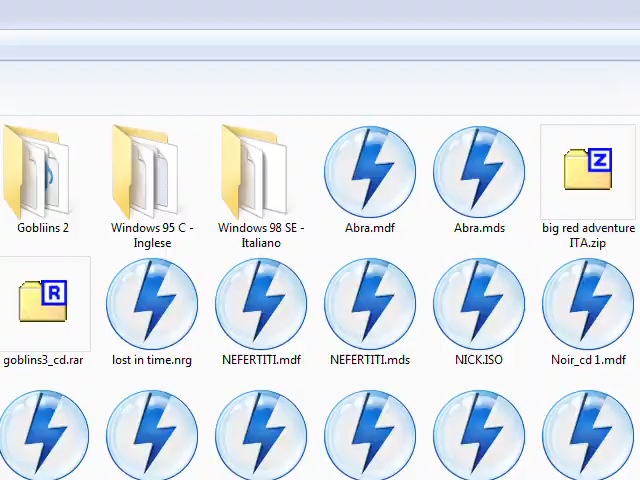 Gobliins 2
Windows 95 C -
Inglese
Windows 98 SE -
Italiano
Abra.mdf
Abra.mds
big red adventure
ITA.zip
Z
R
goblins3_cd.rar
lost in time.nrg
NEFERTITI.mdf
NEFERTITI.mds
NICK.ISO
Noir_cd 1.mdf